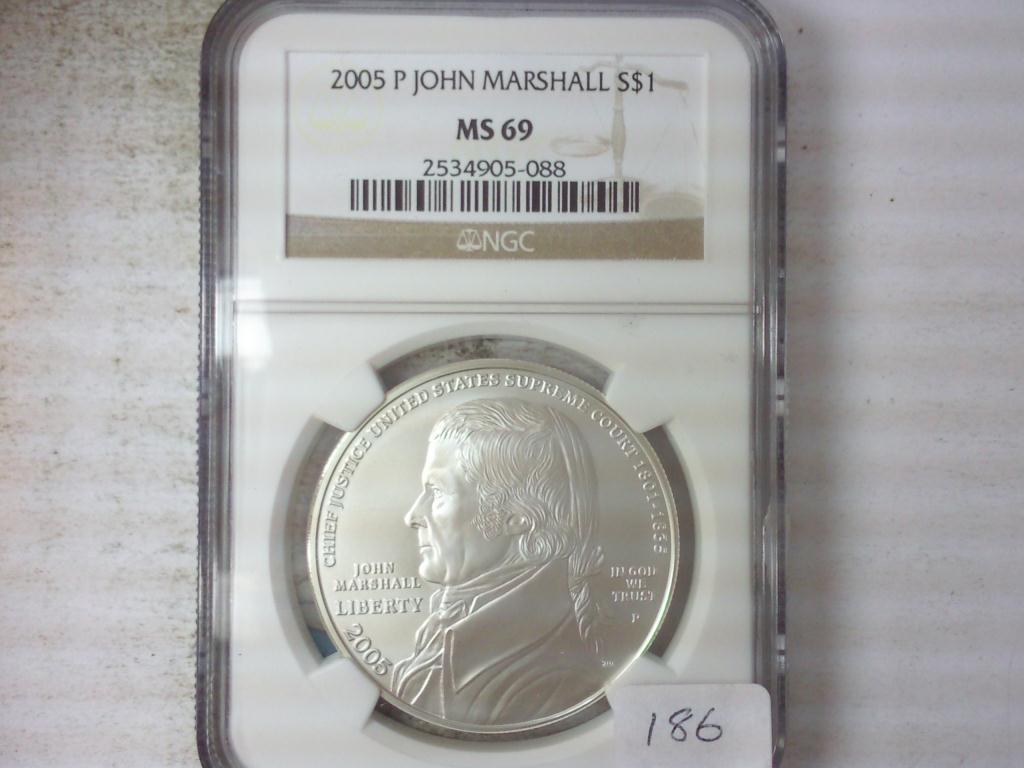 2005 P JOHN MARSHALL S$1
MS 69
2534905-088
NGC
CHIEF JUSTICE UNITED STATES SUPREME COURT 1801-1835
JOHN
MARSHALL
LIBERTY
2005
IN GOD
WE
TRUST
P
186